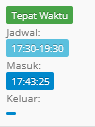 Tepat Waktu
Jadwal:
17:30-19:30
Masuk:
17:43:25
Keluar: